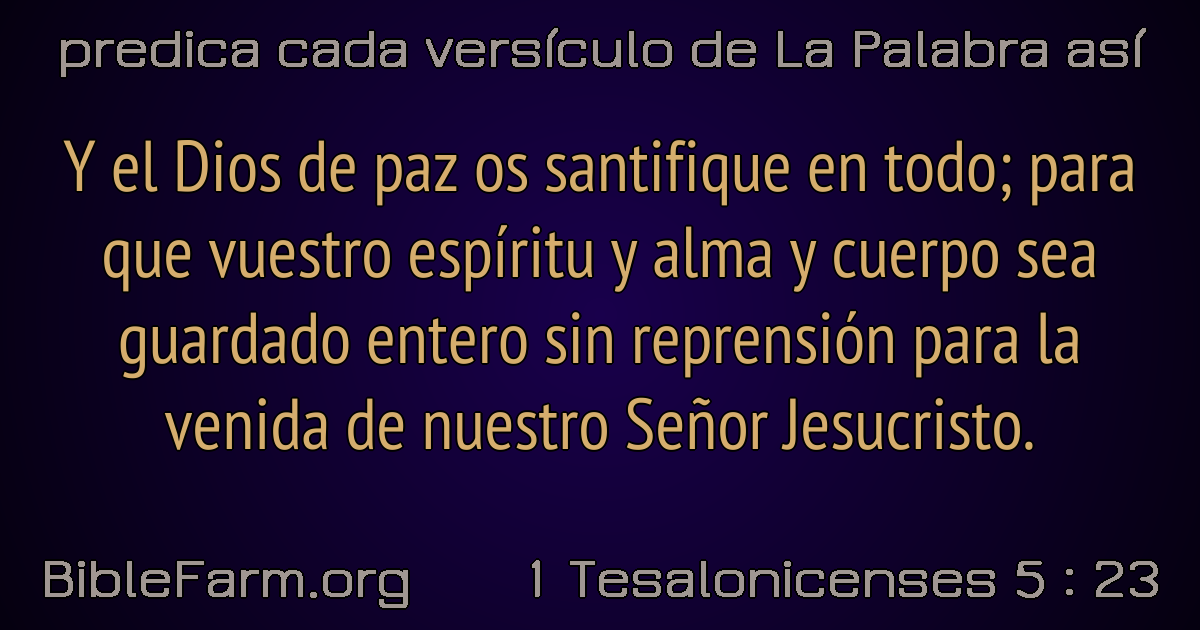 predica cada versículo de La Palabra así
Y el Dios de paz os santifique en todo; para
que vuestro espíritu y alma y cuerpo sea
guardado entero sin reprensión para la
venida de nuestro Señor Jesucristo.
BibleFarm.org 1 Tesalonicenses 5 : 23